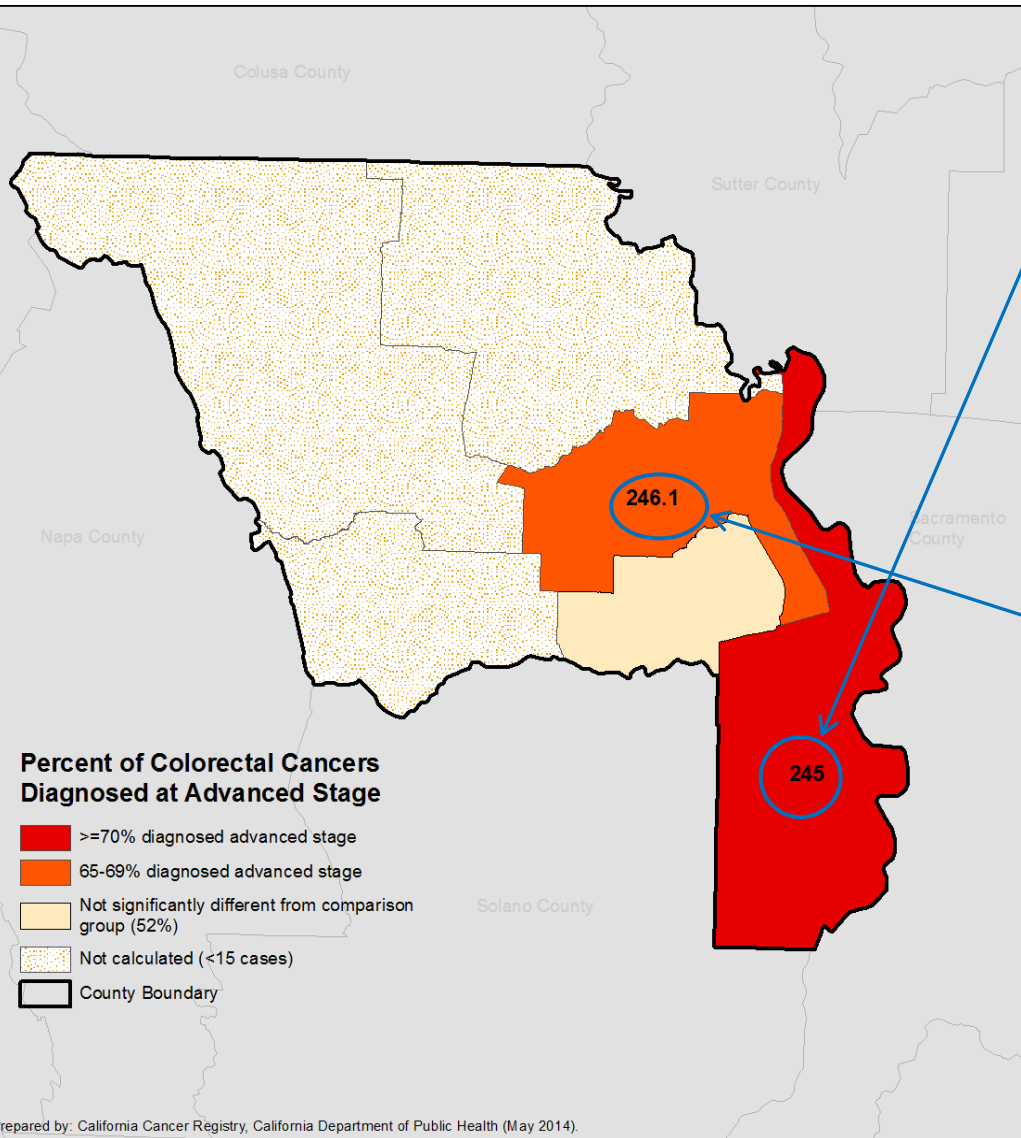 Colusa County
Sutter County
246.1
Napa County
Sacramento
County
245
Percent of Colorectal Cancers
Diagnosed at Advanced Stage
>=70% diagnosed advanced stage
65-69% diagnosed advanced stage
Not significantly different from comparison
group (52%)
Solano County
Not calculated (<15 cases)
County Boundary
repared by: California Cancer Registry, California Department of Public Health (May 2014).